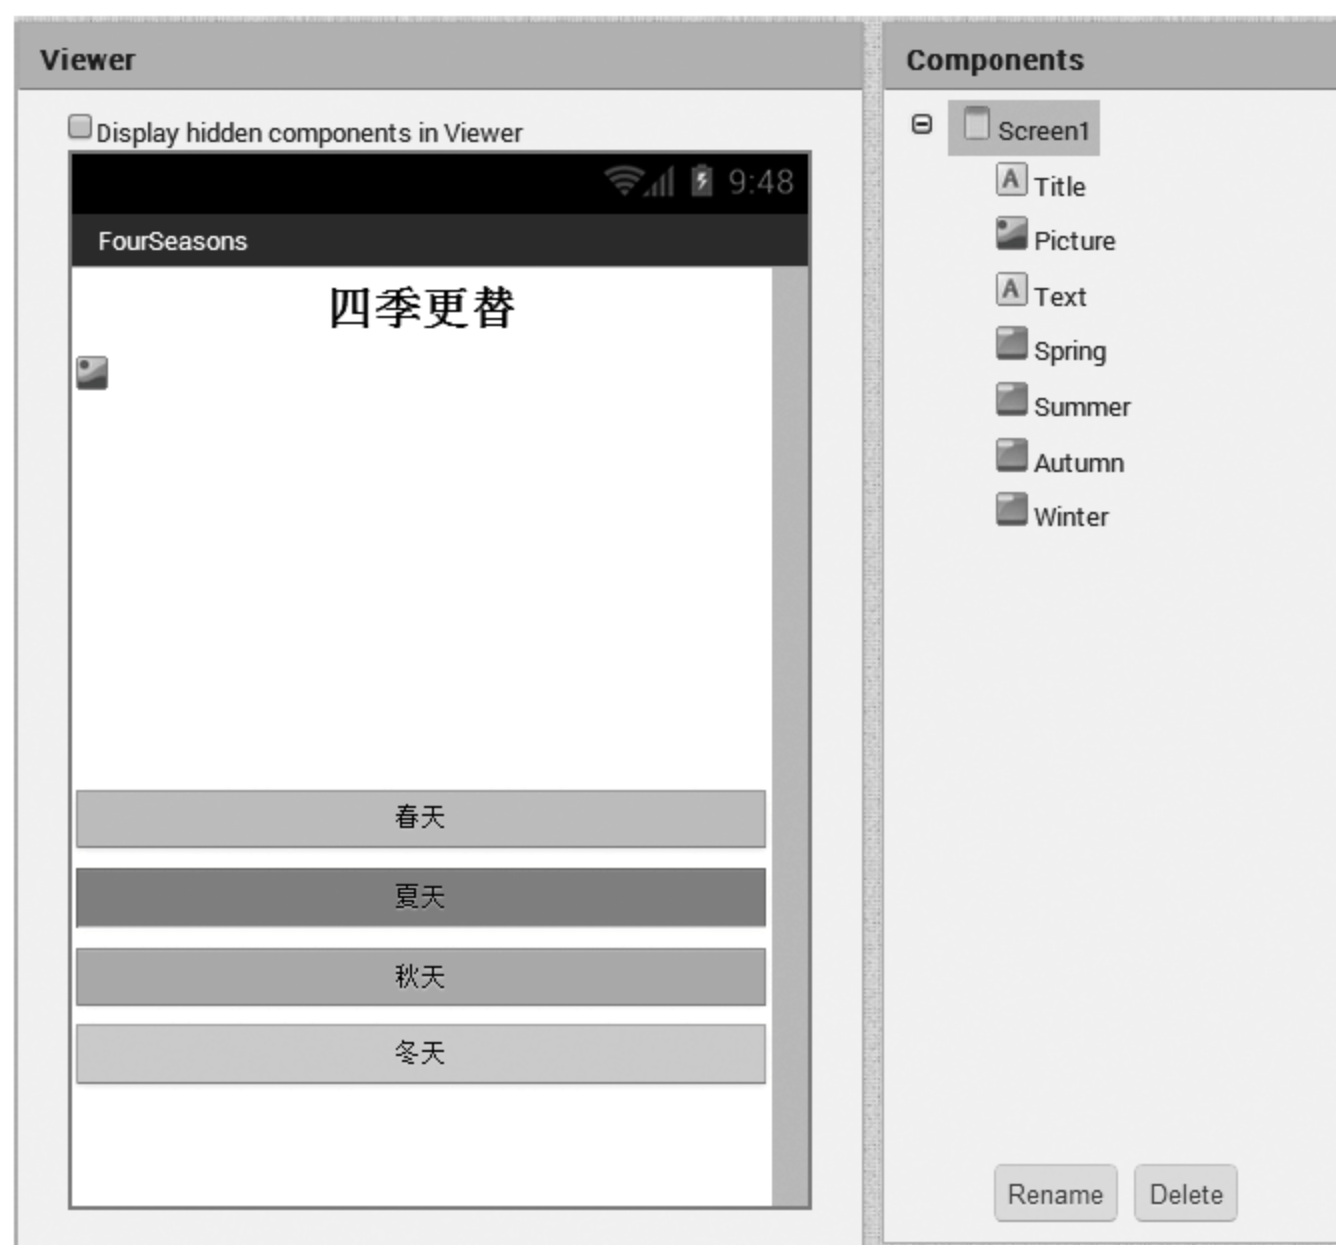 Viewer
Display hidden components in Viewer
9:48
FourSeasons
四季更替
春天
夏天
秋天
冬天
Components
Screen1
A Title
Picture
A Text
Spring
Summer
Autumn
Winter
Rename
Delete